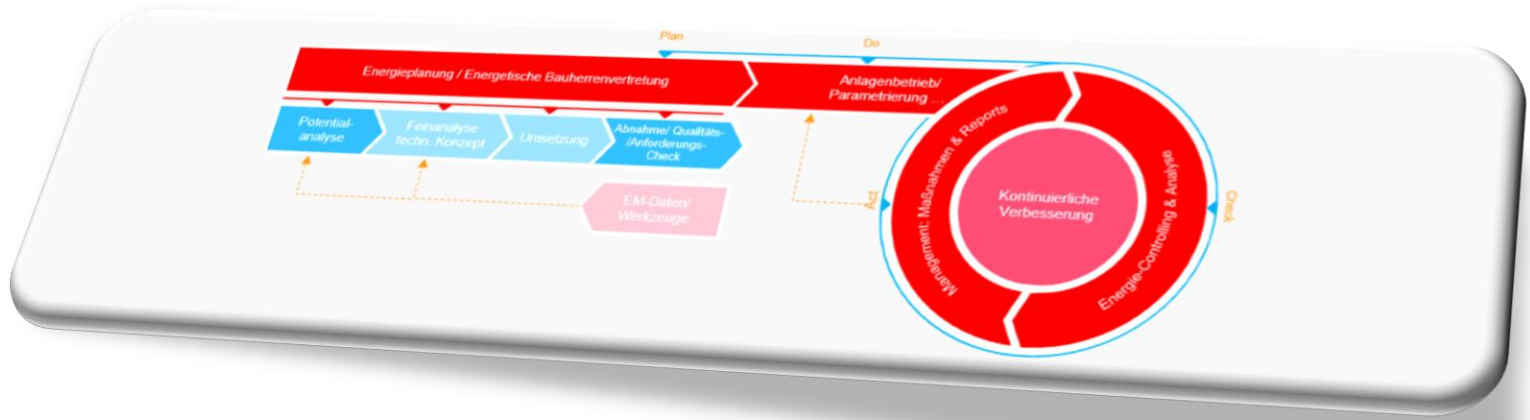 Plan
Do
Energieplanung / Energetische Bauherrenvertretung
Anlagenbetrieb/
Parametrierung ...
Potential-
analyse
Feinanalyse
techn. Konzept
Umsetzung
Abnahme/ Qualitäts-
/Anforderungs-
Check
EM-Daten/
Werkzeuge
Act
Management: Maßnahmen & Reports
Kontinuierliche
Verbesserung
Energie-Controlling & Analyse
Check